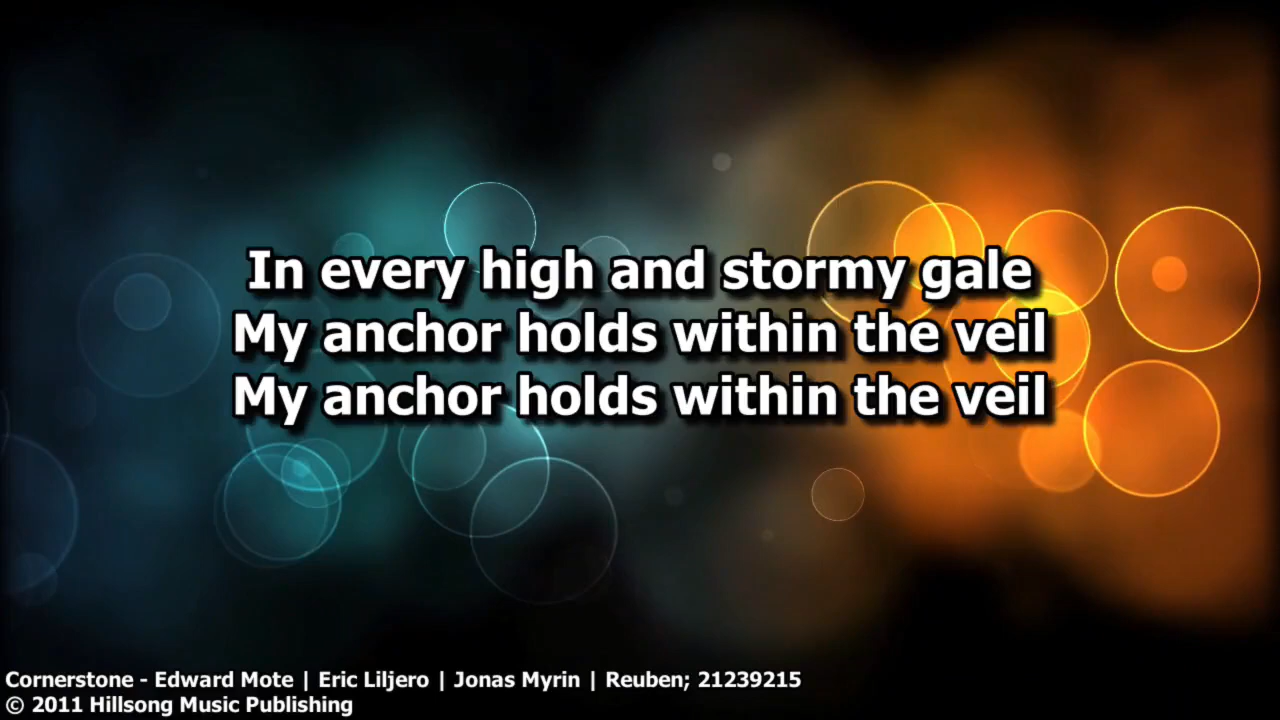 In every high and stormy gale
My anchor holds within the veil
My anchor holds within the veil
Cornerstone - Edward Mote | Eric Liljero | Jonas Myrin | Reuben; 21239215
© 2011 Hillsong Music Publishing